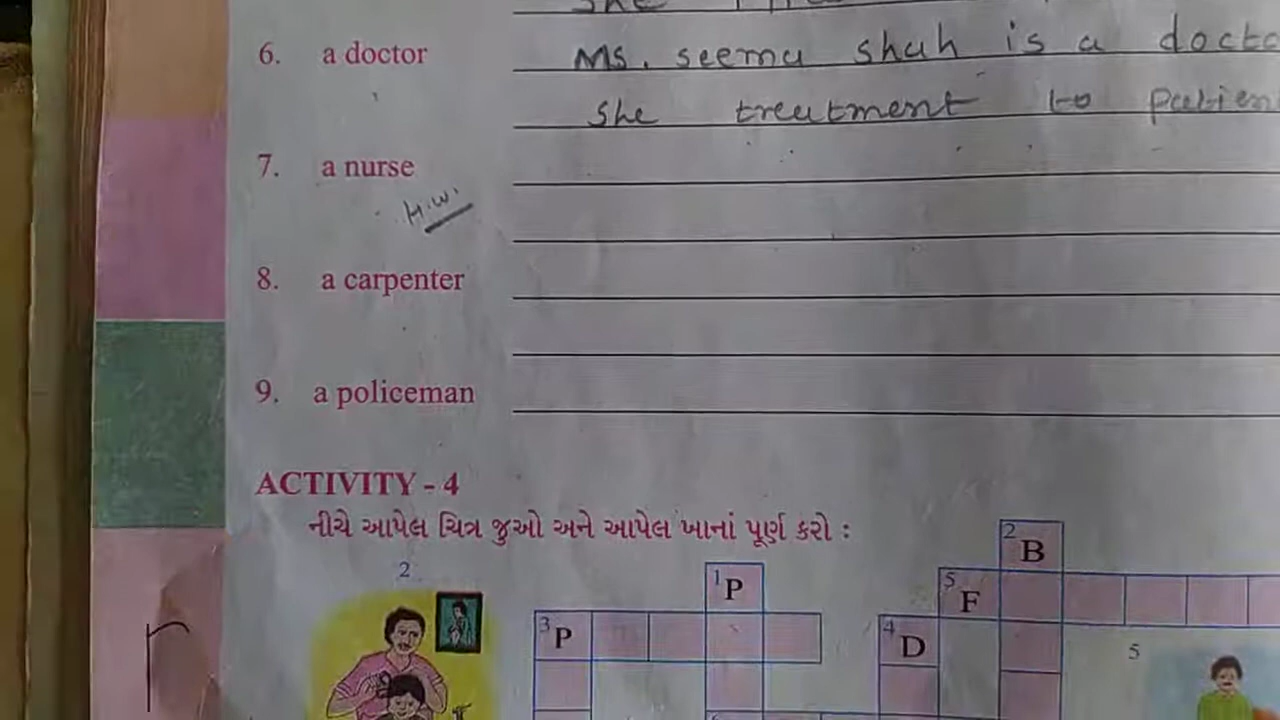 She
6. a doctor Ms. seema shah is a docto
She treatment to patien
7. a nurse
H.W.
8. a carpenter
9. a policeman
ACTIVITY - 4
નીચે આપેલ ચિત્ર જુઓ અને આપેલ ખાનાં પૂર્ણ કરો :
2
2 B
1 P
5 F
3 P
4 D
5
r